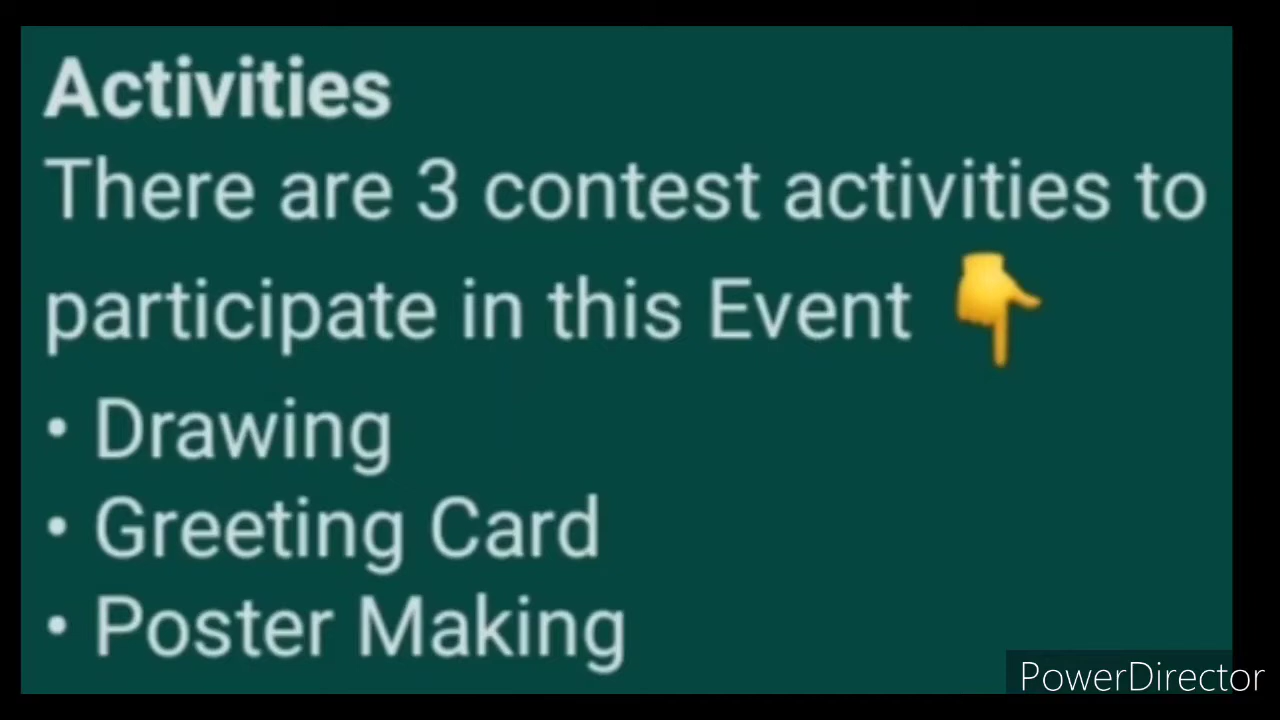 Activities
There are 3 contest activities to
participate in this Event 👇
• Drawing
• Greeting Card
• Poster Making
PowerDirector